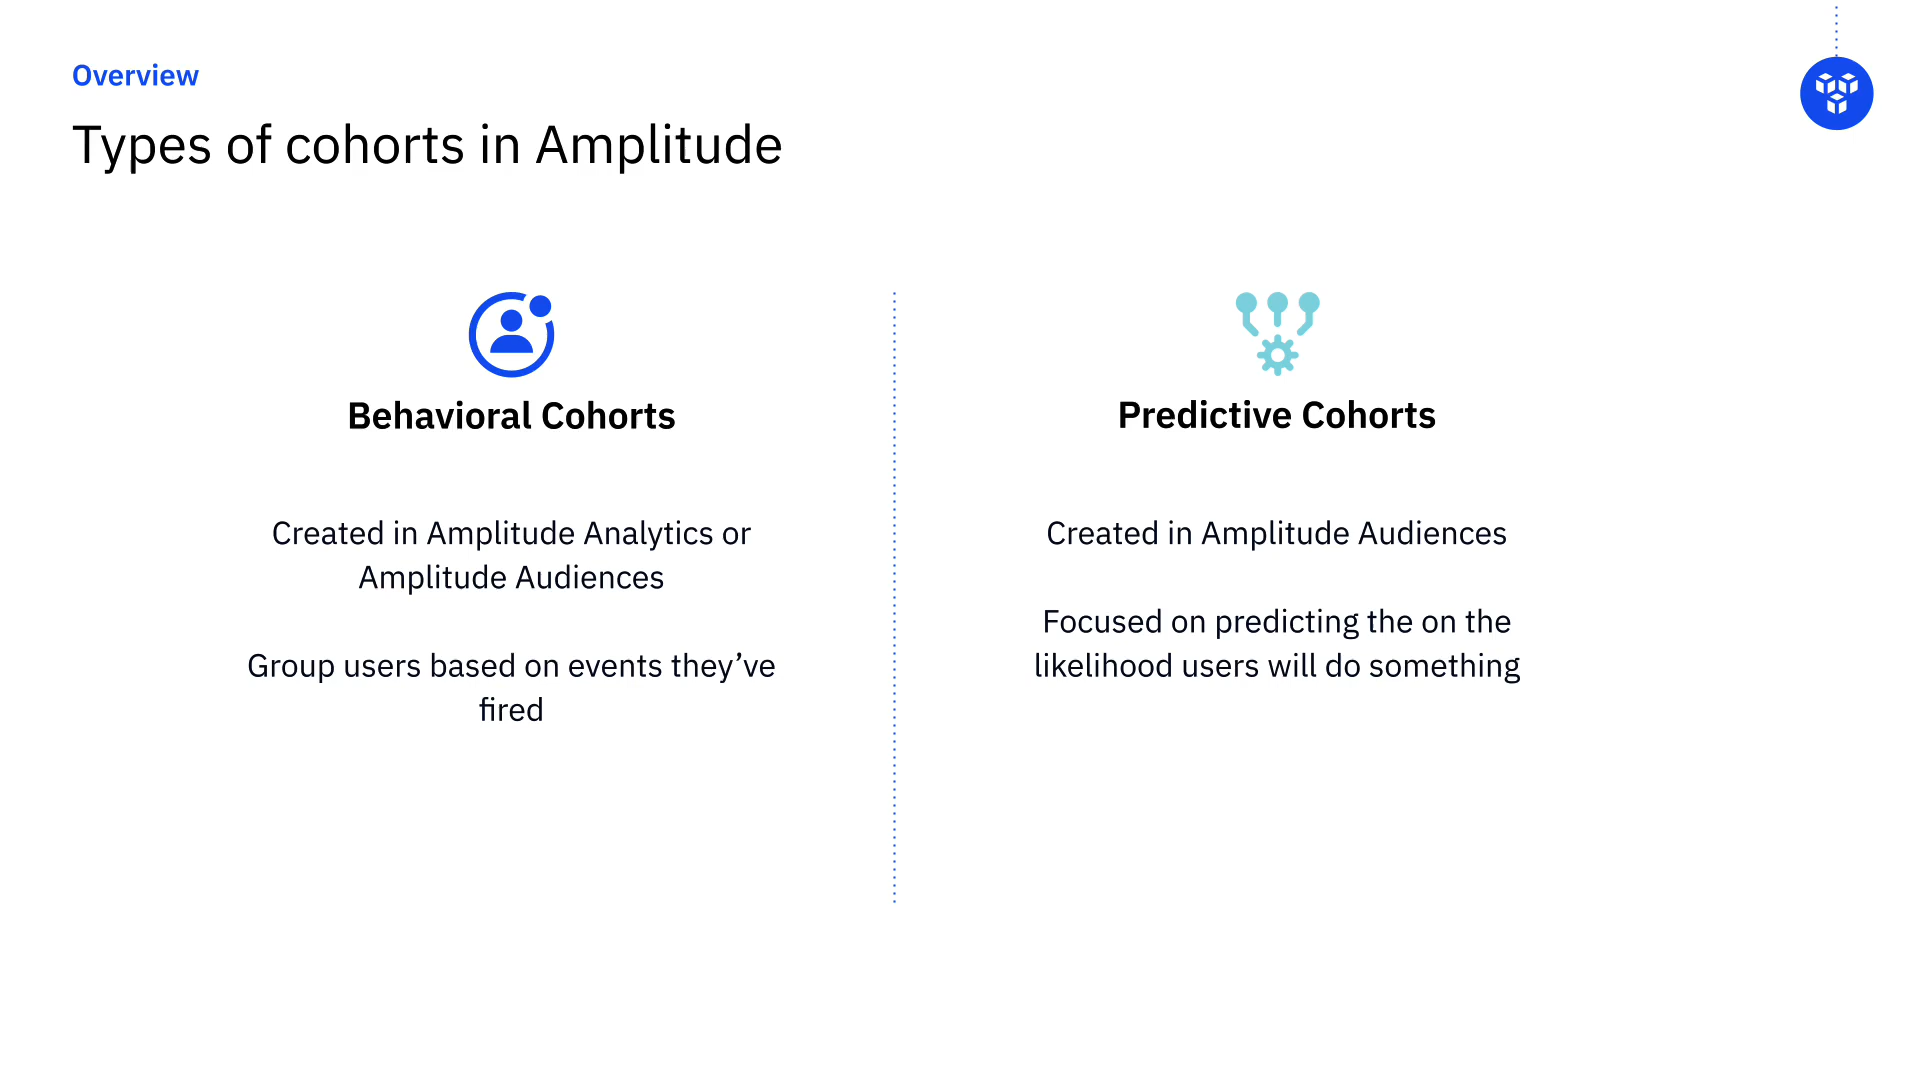 Overview
Types of cohorts in Amplitude
Behavioral Cohorts
Created in Amplitude Analytics or
Amplitude Audiences
Group users based on events they’ve
fired
Predictive Cohorts
Created in Amplitude Audiences
Focused on predicting the on the
likelihood users will do something